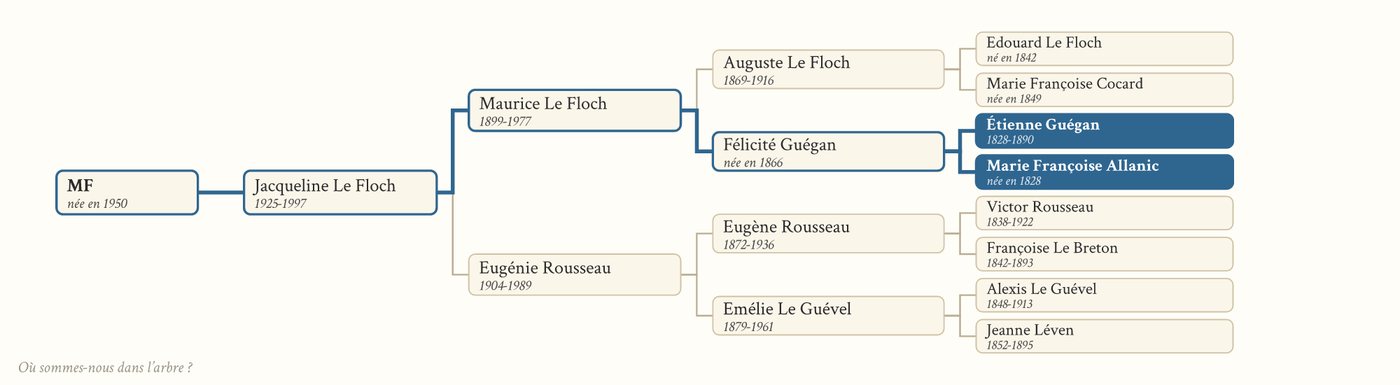 MF
née en 1950
Jacqueline Le Floch
1925-1997
Maurice Le Floch
1899-1977
Eugénie Rousseau
1904-1989
Auguste Le Floch
1869-1916
Félicité Guégan
née en 1866
Eugène Rousseau
1872-1936
Emélie Le Guével
1879-1961
Edouard Le Floch
né en 1842
Marie Françoise Cocard
née en 1849
Étienne Guégan
1828-1890
Marie Françoise Allanic
née en 1828
Victor Rousseau
1838-1922
Françoise Le Breton
1842-1893
Alexis Le Guével
1848-1913
Jeanne Léven
1852-1895
Où sommes-nous dans l'arbre ?